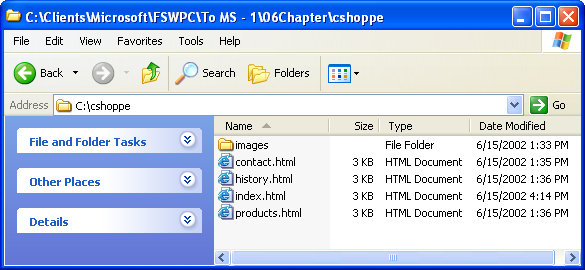 C:\Clients\Microsoft\FSWPC\To MS - 1\06Chapter\cshoppe
File Edit View Favorites Tools Help
Back Search Folders
Address C:\cshoppe Go
Name Size Type Date Modified
File and Folder Tasks
Other Places
Details
images File Folder 6/15/2002 1:33 PM
contact.html 3 KB HTML Document 6/15/2002 1:35 PM
history.html 3 KB HTML Document 6/15/2002 1:36 PM
index.html 3 KB HTML Document 6/15/2002 4:14 PM
products.html 3 KB HTML Document 6/15/2002 1:36 PM